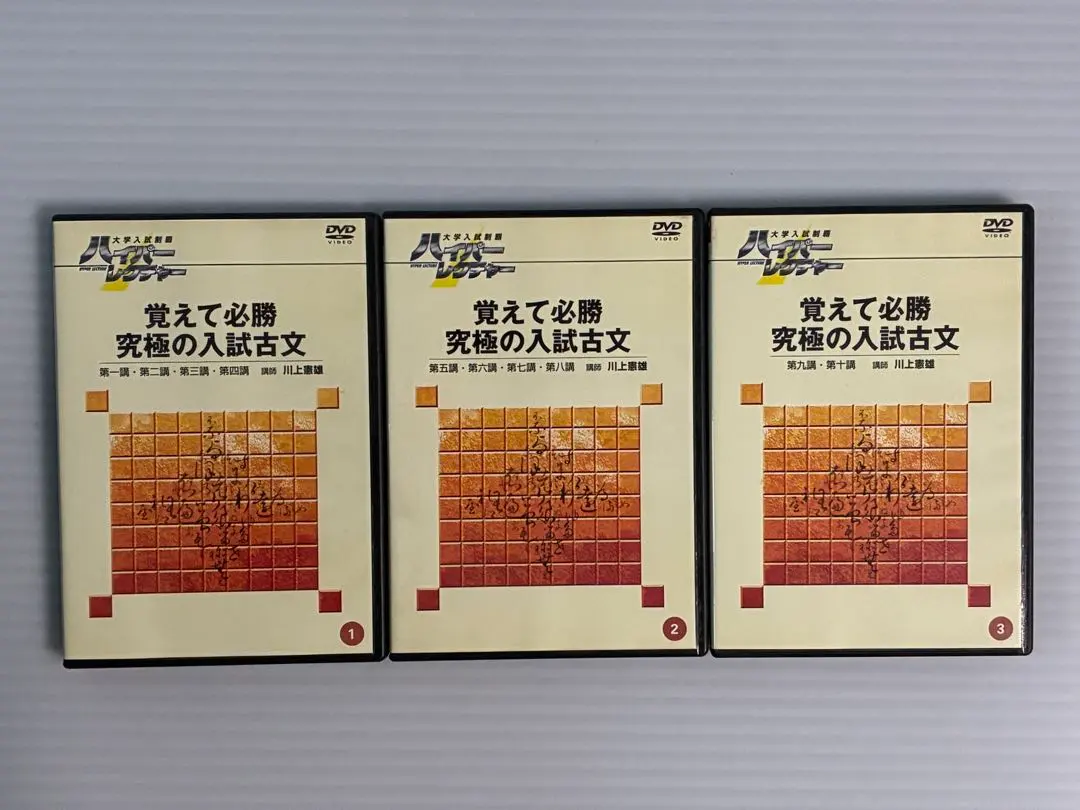 大学入試制覇
ハイパー
HYPER LECTURE
レクチャー
DVD
VIDEO
覚えて必勝
究極の入試古文
第一講・第二講・第三講・第四講 講師 川上憲雄
1
大学入試制覇
ハイパー
HYPER LECTURE
レクチャー
DVD
VIDEO
覚えて必勝
究極の入試古文
第五講・第六講・第七講・第八講 講師 川上憲雄
2
大学入試制覇
ハイパー
HYPER LECTURE
レクチャー
DVD
VIDEO
覚えて必勝
究極の入試古文
第九講・第十講 講師 川上憲雄
3